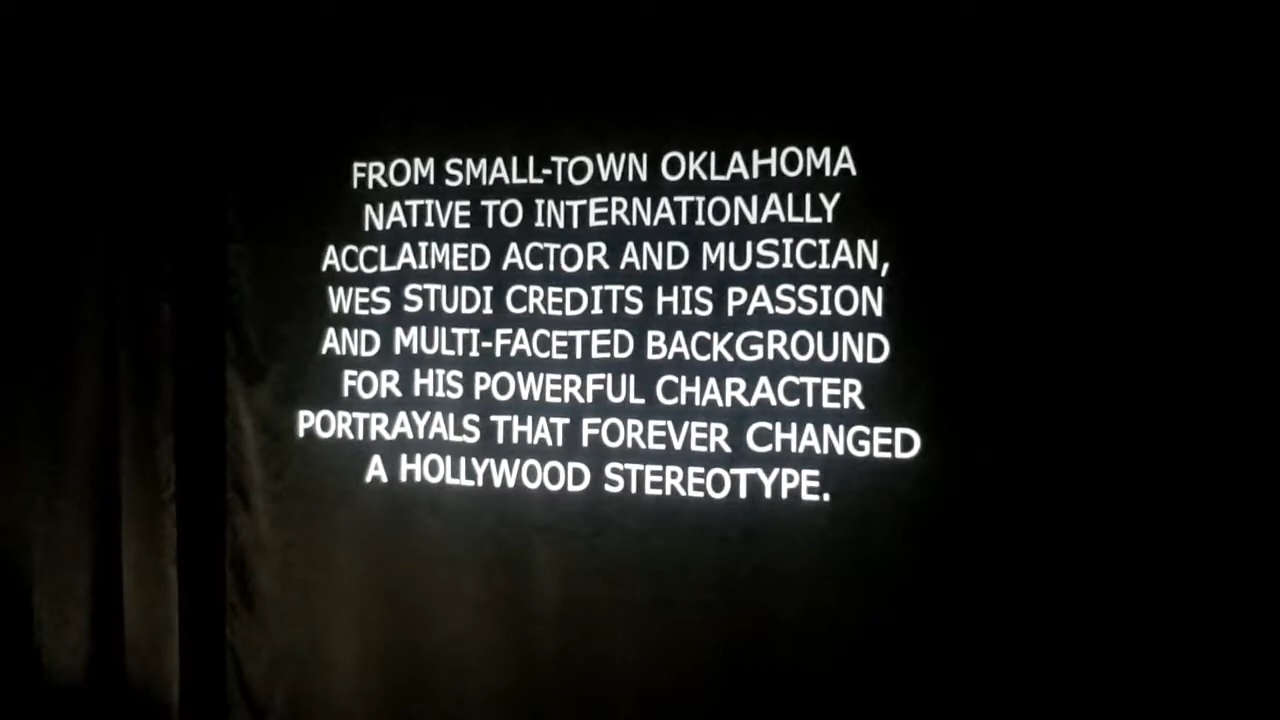 FROM SMALL-TOWN OKLAHOMA
NATIVE TO INTERNATIONALLY
ACCLAIMED ACTOR AND MUSICIAN,
WES STUDI CREDITS HIS PASSION
AND MULTI-FACETED BACKGROUND
FOR HIS POWERFUL CHARACTER
PORTRAYALS THAT FOREVER CHANGED
A HOLLYWOOD STEREOTYPE.